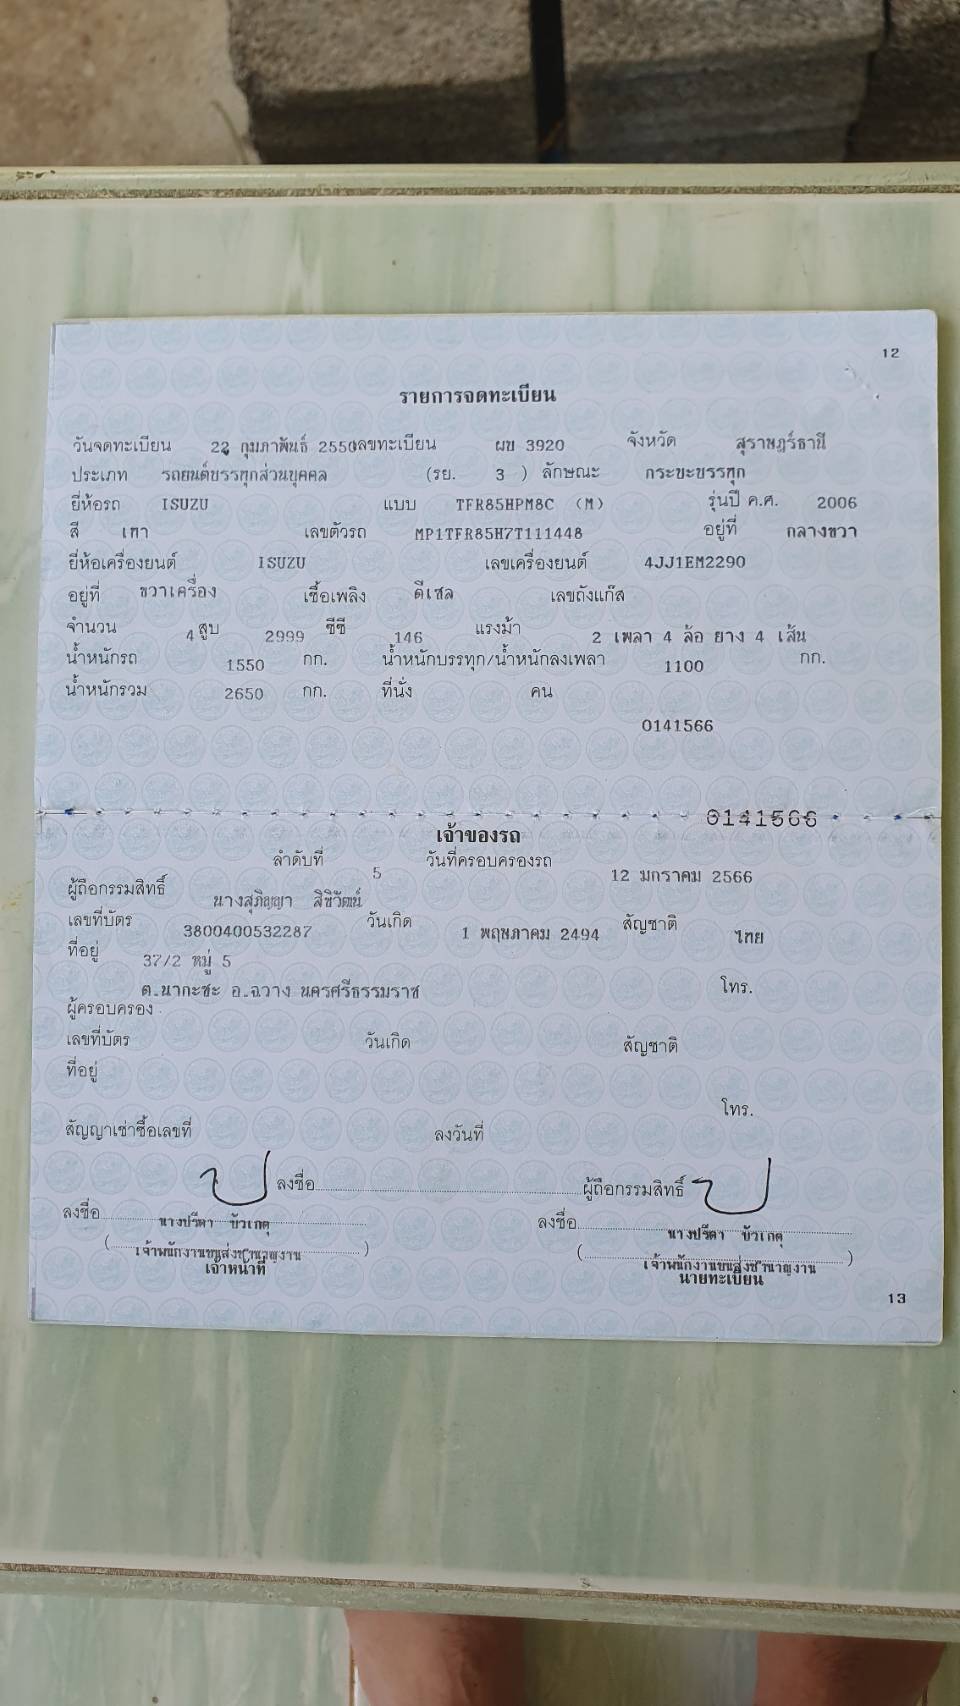 12
รายการจดทะเบียน
วันจดทะเบียน 22 กุมภาพันธ์ 2550 เลขทะเบียน ผข 3920 จังหวัด สุราษฎร์ธานี
ประเภท รถยนต์บรรทุกส่วนบุคคล (รย. 3 ) ลักษณะ กระบะบรรทุก
ยี่ห้อรถ ISUZU แบบ TFR85HPM8C (M) รุ่นปี ค.ศ. 2006
สี เทา เลขตัวรถ MP1TFR85H7T111448 อยู่ที่ กลางขวา
ยี่ห้อเครื่องยนต์ ISUZU เลขเครื่องยนต์ 4JJ1EM2290
อยู่ที่ ขวาเครื่อง เชื้อเพลิง ดีเซล เลขถังแก๊ส
จำนวน 4 สูบ 2999 ซีซี 146 แรงม้า 2 เพลา 4 ล้อ ยาง 4 เส้น
น้ำหนักรถ 1550 กก. น้ำหนักบรรทุก/น้ำหนักลงเพลา 1100 กก.
น้ำหนักรวม 2650 กก. ที่นั่ง คน
0141566
0141566
เจ้าของรถ
ลำดับที่ 5 วันที่ครอบครองรถ 12 มกราคม 2566
ผู้ถือกรรมสิทธิ์ นางสุภิญญา สิชิวัฒน์
เลขที่บัตร 3800400532287 วันเกิด 1 พฤษภาคม 2494 สัญชาติ ไทย
ที่อยู่ 37/2 หมู่ 5
ต.นากะชะ อ.ฉวาง นครศรีธรรมราช โทร.
ผู้ครอบครอง
เลขที่บัตร วันเกิด สัญชาติ
ที่อยู่
โทร.
สัญญาเช่าซื้อเลขที่ ลงวันที่
ลงชื่อ ผู้ถือกรรมสิทธิ์
ลงชื่อ นางปรีดา บัวเกตุ ลงชื่อ นางปรีดา บัวเกตุ
( เจ้าพนักงานขนส่งชำนาญงาน ) ( เจ้าพนักงานขนส่งชำนาญงาน )
เจ้าหน้าที่ นายทะเบียน
13